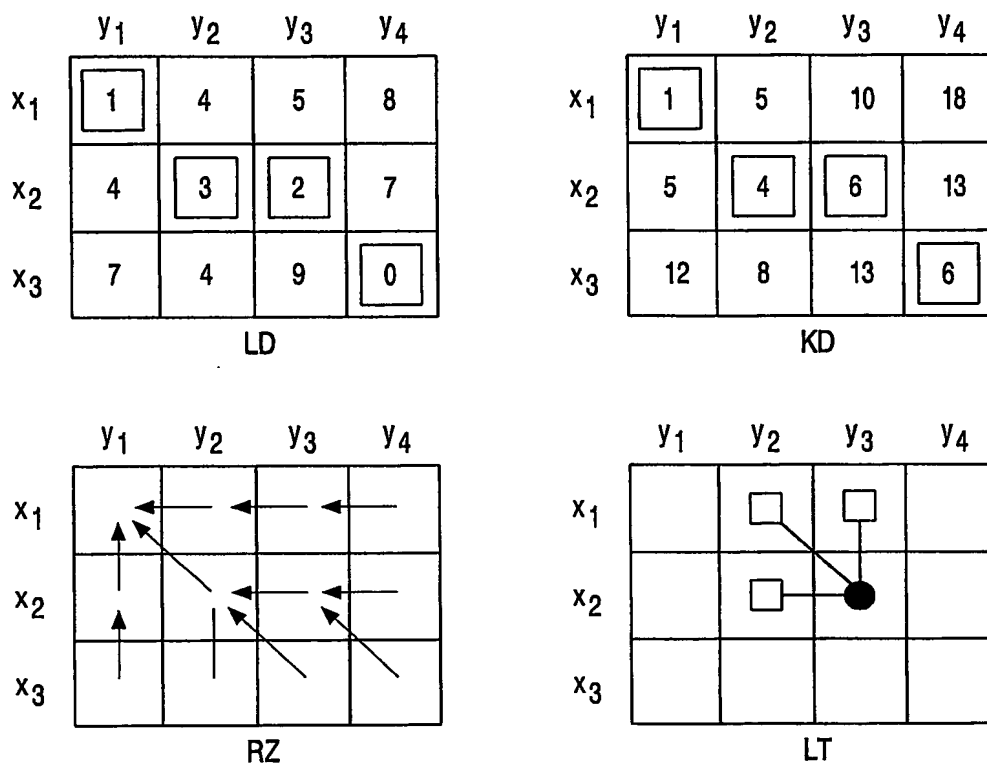 y1 y2 y3 y4
x1 1 4 5 8
x2 4 3 2 7
x3 7 4 9 0
LD
y1 y2 y3 y4
x1 1 5 10 18
x2 5 4 6 13
x3 12 8 13 6
KD
y1 y2 y3 y4
x1
x2
x3
RZ
y1 y2 y3 y4
x1
x2
x3
LT